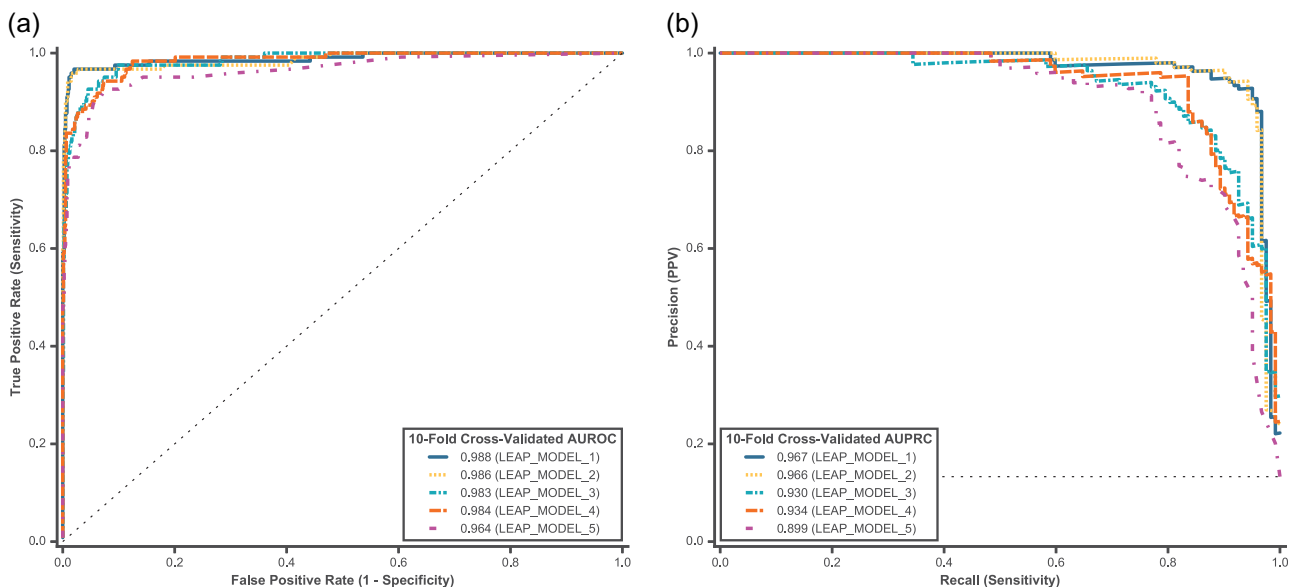 (a)
1.0
0.8
0.6
0.4
0.2
0.0
True Positive Rate (Sensitivity)
10-Fold Cross-Validated AUROC
0.988 (LEAP_MODEL_1)
0.986 (LEAP_MODEL_2)
0.983 (LEAP_MODEL_3)
0.984 (LEAP_MODEL_4)
0.964 (LEAP_MODEL_5)
0.0 0.2 0.4 0.6 0.8 1.0
False Positive Rate (1 - Specificity)
(b)
1.0
0.8
0.6
0.4
0.2
0.0
Precision (PPV)
10-Fold Cross-Validated AUPRC
0.967 (LEAP_MODEL_1)
0.966 (LEAP_MODEL_2)
0.930 (LEAP_MODEL_3)
0.934 (LEAP_MODEL_4)
0.899 (LEAP_MODEL_5)
0.0 0.2 0.4 0.6 0.8 1.0
Recall (Sensitivity)